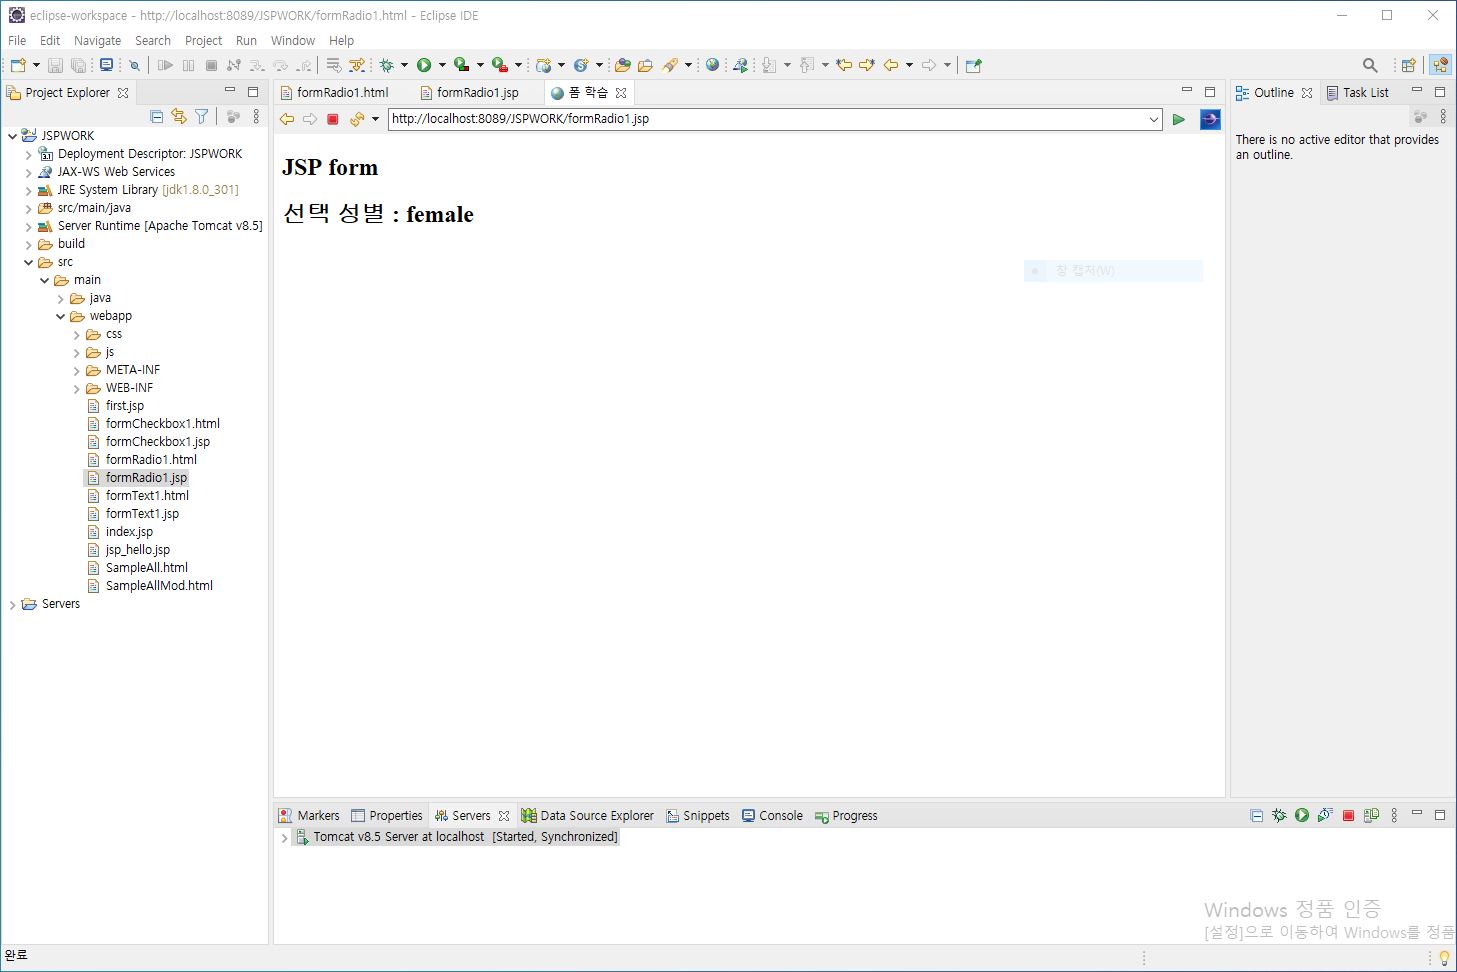 eclipse-workspace - http://localhost:8089/JSPWORK/formRadio1.html - Eclipse IDE
File Edit Navigate Search Project Run Window Help
Project Explorer
JSPWORK
Deployment Descriptor: JSPWORK
JAX-WS Web Services
JRE System Library [jdk1.8.0_301]
src/main/java
Server Runtime [Apache Tomcat v8.5]
build
src
main
java
webapp
css
js
META-INF
WEB-INF
first.jsp
formCheckbox1.html
formCheckbox1.jsp
formRadio1.html
formRadio1.jsp
formText1.html
formText1.jsp
index.jsp
jsp_hello.jsp
SampleAll.html
SampleAllMod.html
Servers
formRadio1.html formRadio1.jsp 폼 학습
http://localhost:8089/JSPWORK/formRadio1.jsp
JSP form
선택 성별 : female
창 캡처(W)
Outline Task List
There is no active editor that provides
an outline.
Markers Properties Servers Data Source Explorer Snippets Console Progress
Tomcat v8.5 Server at localhost [Started, Synchronized]
Windows 정품 인증
[설정]으로 이동하여 Windows를 정품
완료